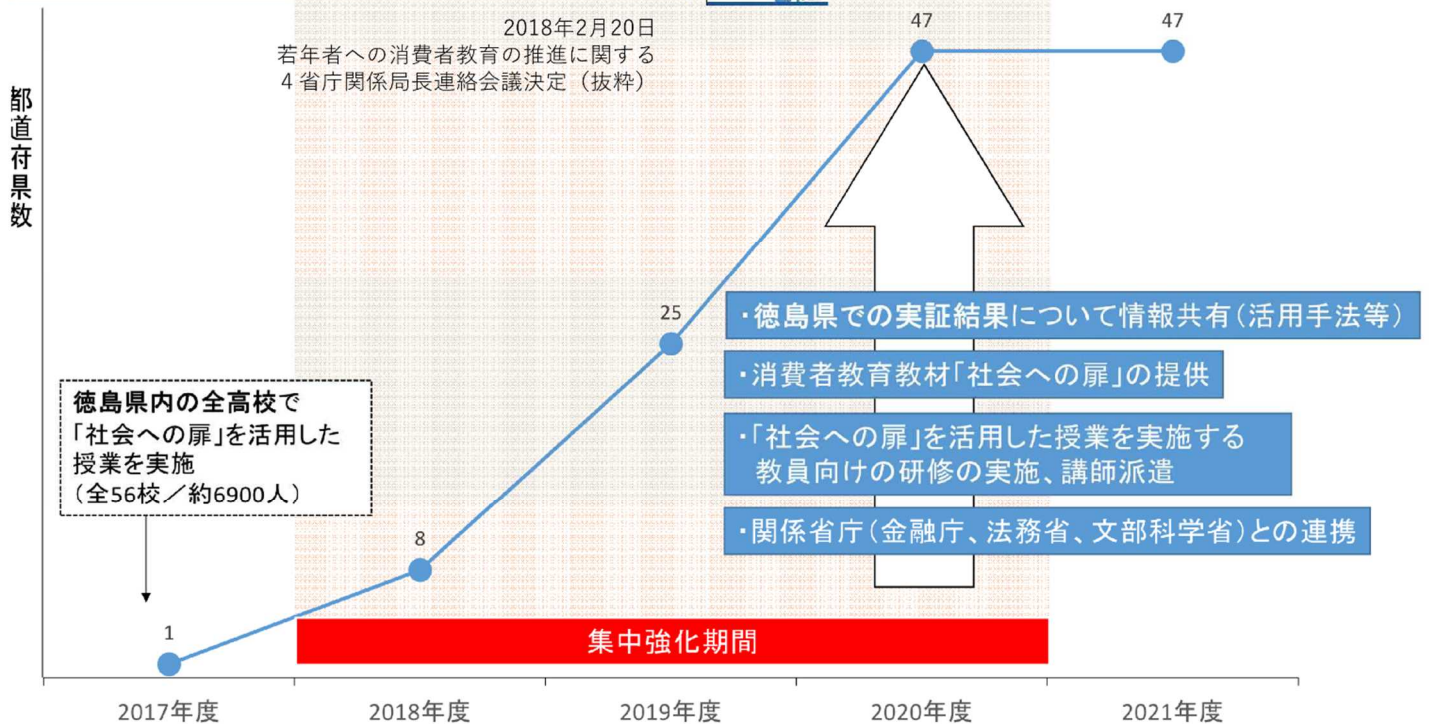 2018年2月20日
若年者への消費者教育の推進に関する
4省庁関係局長連絡会議決定（抜粋）
都道府県数
47
47
25
8
1
・徳島県での実証結果について情報共有（活用手法等）
・消費者教育教材「社会への扉」の提供
・「社会への扉」を活用した授業を実施する
教員向けの研修の実施、講師派遣
・関係省庁（金融庁、法務省、文部科学省）との連携
徳島県内の全高校で
「社会への扉」を活用した
授業を実施
（全56校／約6900人）
集中強化期間
2017年度
2018年度
2019年度
2020年度
2021年度